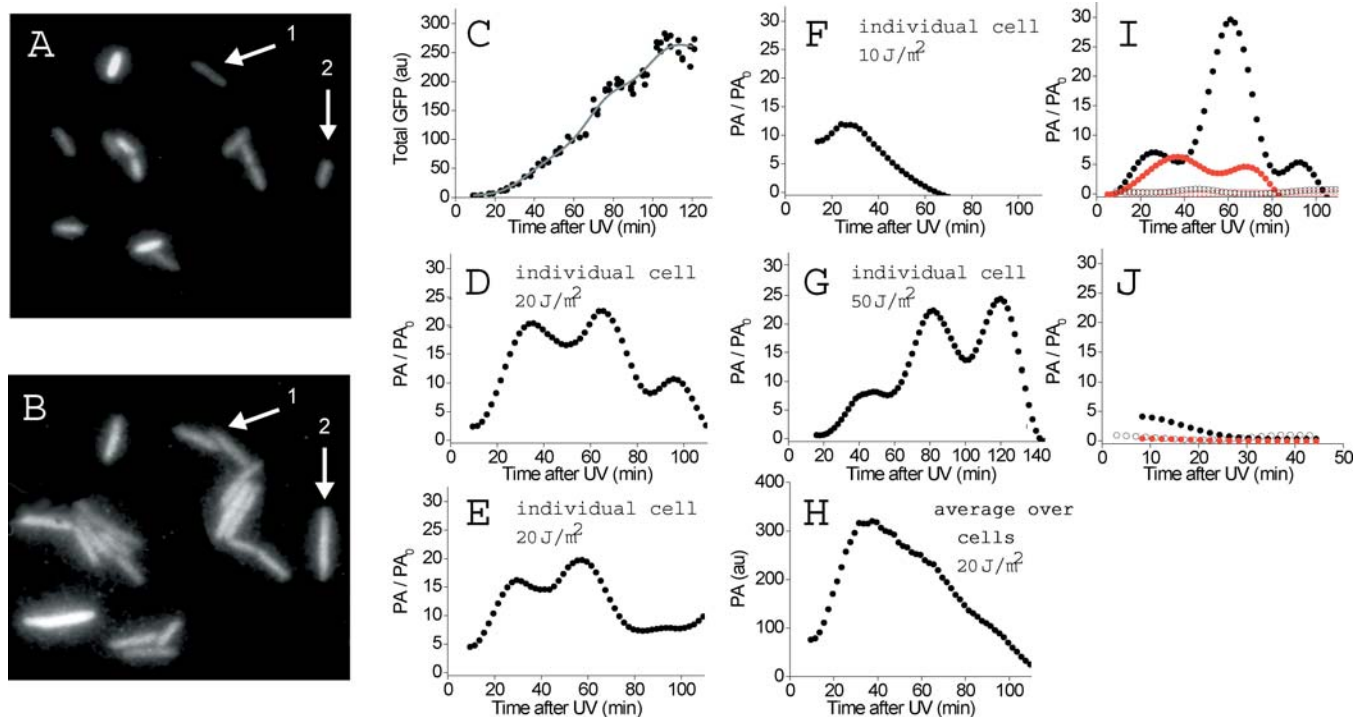 A
1
2
B
1
2
C
Total GFP (au)
300
250
200
150
100
50
0
0 20 40 60 80 100 120
Time after UV (min)
D
individual cell
20 J/m²
PA / PA₀
30
25
20
15
10
5
0
0 20 40 60 80 100
Time after UV (min)
E
individual cell
20 J/m²
PA / PA₀
30
25
20
15
10
5
0
0 20 40 60 80 100
Time after UV (min)
F
individual cell
10 J/m²
PA / PA₀
30
25
20
15
10
5
0
0 20 40 60 80 100
Time after UV (min)
G
individual cell
50 J/m²
PA / PA₀
30
25
20
15
10
5
0
0 20 40 60 80 100 120 140
Time after UV (min)
H
average over
cells
20 J/m²
PA (au)
400
300
200
100
0
0 20 40 60 80 100
Time after UV (min)
I
PA / PA₀
30
25
20
15
10
5
0
0 20 40 60 80 100
Time after UV (min)
J
PA / PA₀
30
25
20
15
10
5
0
0 10 20 30 40 50
Time after UV (min)